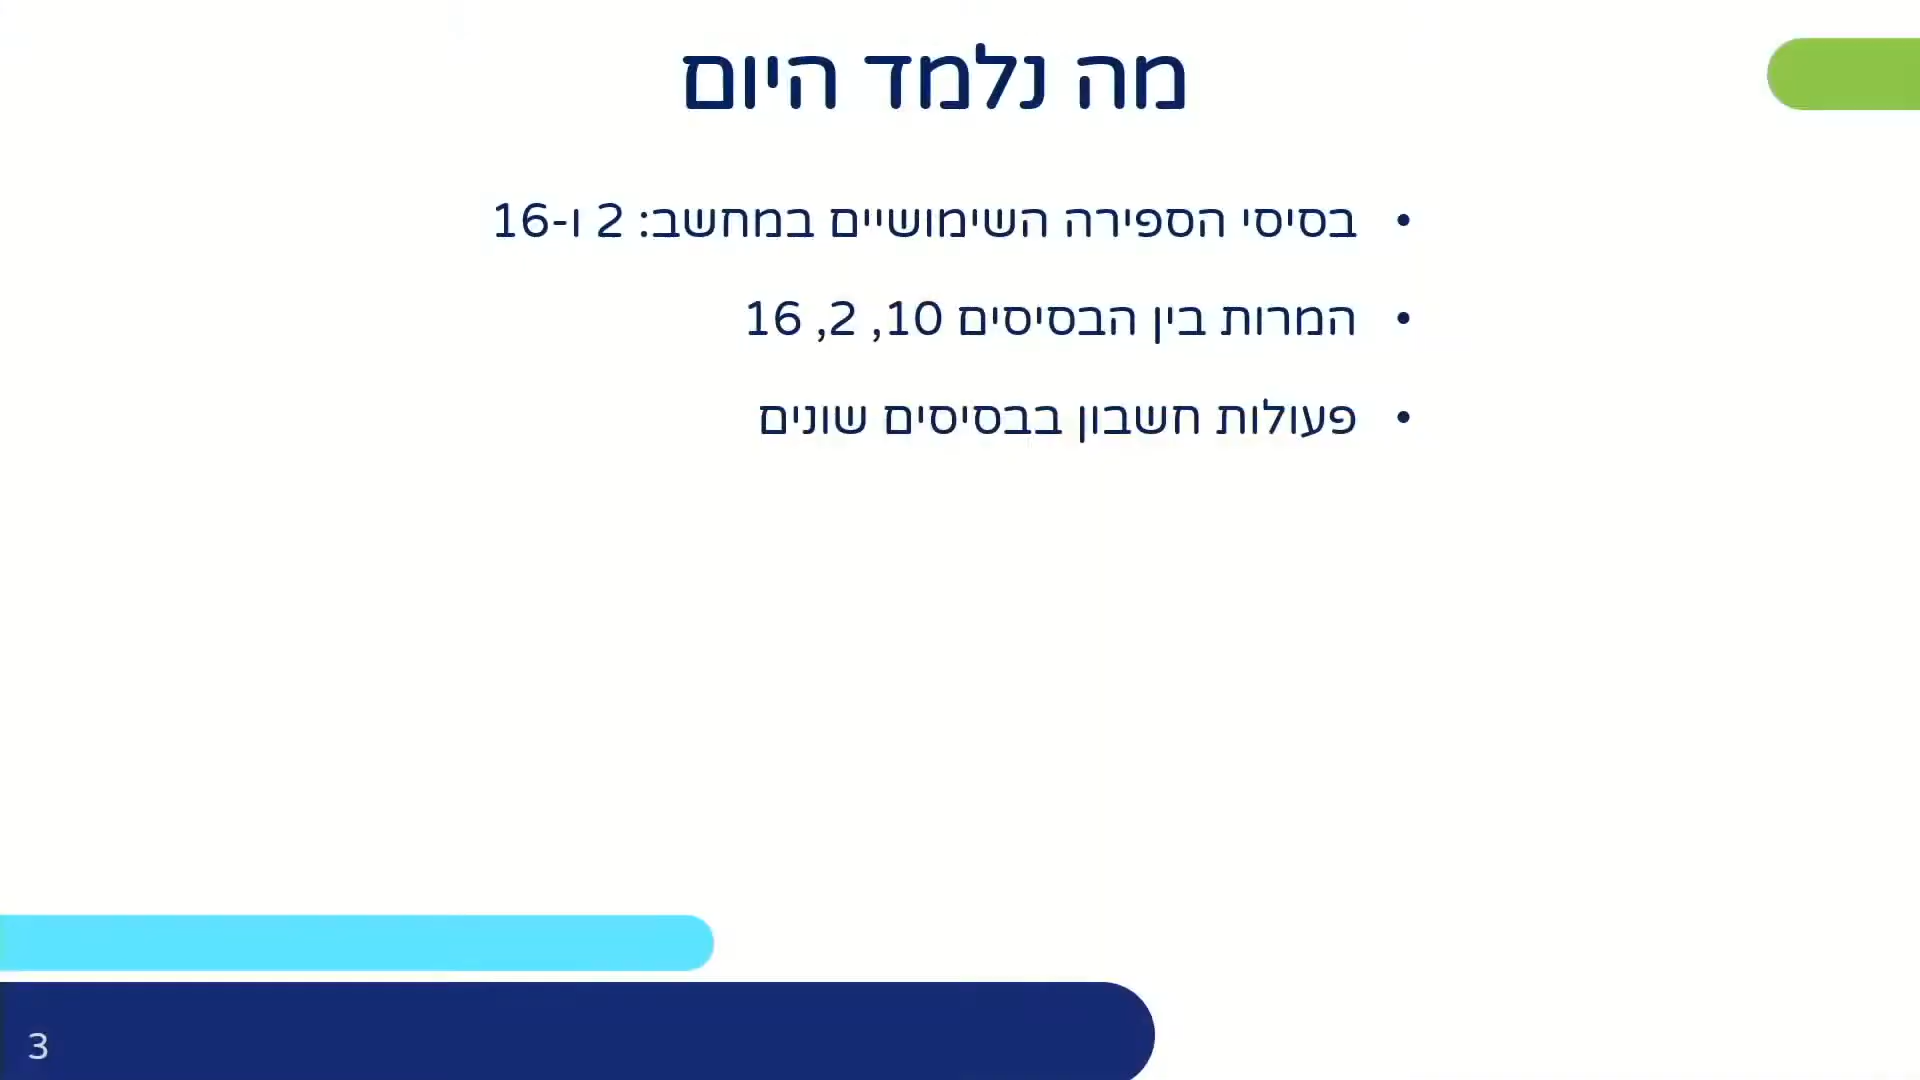 מה נלמד היום
• בסיסי הספירה השימושיים במחשב: 2 ו-16
• המרות בין הבסיסים 10, 2, 16
• פעולות חשבון בבסיסים שונים
3